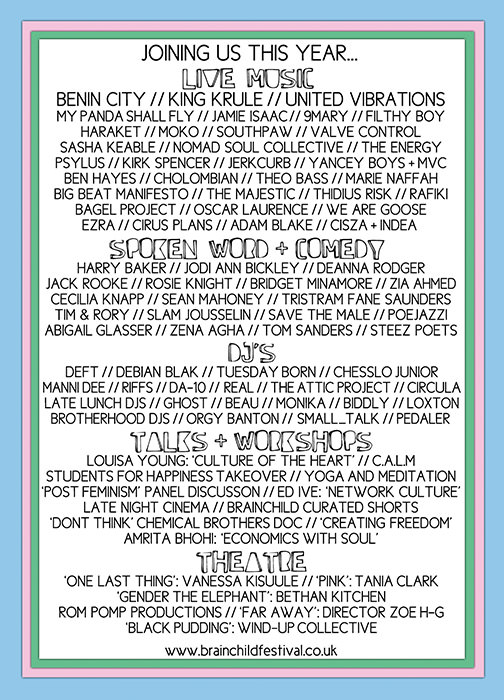 JOINING US THIS YEAR...
LIVE MUSIC
BENIN CITY // KING KRULE // UNITED VIBRATIONS
MY PANDA SHALL FLY // JAMIE ISAAC // 9MARY // FILTHY BOY
HARAKET // MOKO // SOUTHPAW // VALVE CONTROL
SASHA KEABLE // NOMAD SOUL COLLECTIVE // THE ENERGY
PSYLUS // KIRK SPENCER // JERKCURB // YANCEY BOYS + MVC
BEN HAYES // CHOLOMBIAN // THEO BASS // MARIE NAFFAH
BIG BEAT MANIFESTO // THE MAJESTIC // THIDIUS RISK // RAFIKI
BAGEL PROJECT // OSCAR LAURENCE // WE ARE GOOSE
EZRA // CIRUS PLANS // ADAM BLAKE // CISZA + INDEA
SPOKEN WORD + COMEDY
HARRY BAKER // JODI ANN BICKLEY // DEANNA RODGER
JACK ROOKE // ROSIE KNIGHT // BRIDGET MINAMORE // ZIA AHMED
CECILIA KNAPP // SEAN MAHONEY // TRISTRAM FANE SAUNDERS
TIM & RORY // SLAM JOUSSELIN // SAVE THE MALE // POEJAZZI
ABIGAIL GLASSER // ZENA AGHA // TOM SANDERS // STEEZ POETS
DJ'S
DEFT // DEBIAN BLAK // TUESDAY BORN // CHESSLO JUNIOR
MANNI DEE // RIFFS // DA-10 // REAL // THE ATTIC PROJECT // CIRCULA
LATE LUNCH DJS // GHOST // BEAU // MONIKA // BIDDLY // LOXTON
BROTHERHOOD DJS // ORGY BANTON // SMALL_TALK // PEDALER
TALKS + WORKSHOPS
LOUISA YOUNG: 'CULTURE OF THE HEART' // C.A.L.M
STUDENTS FOR HAPPINESS TAKEOVER // YOGA AND MEDITATION
'POST FEMINISM' PANEL DISCUSSON // ED IVE: 'NETWORK CULTURE'
LATE NIGHT CINEMA // BRAINCHILD CURATED SHORTS
'DONT THINK' CHEMICAL BROTHERS DOC // 'CREATING FREEDOM'
AMRITA BHOHI: 'ECONOMICS WITH SOUL'
THEATRE
'ONE LAST THING': VANESSA KISUULE // 'PINK': TANIA CLARK
'GENDER THE ELEPHANT': BETHAN KITCHEN
ROM POMP PRODUCTIONS // 'FAR AWAY': DIRECTOR ZOE H-G
'BLACK PUDDING': WIND-UP COLLECTIVE
www.brainchildfestival.co.uk